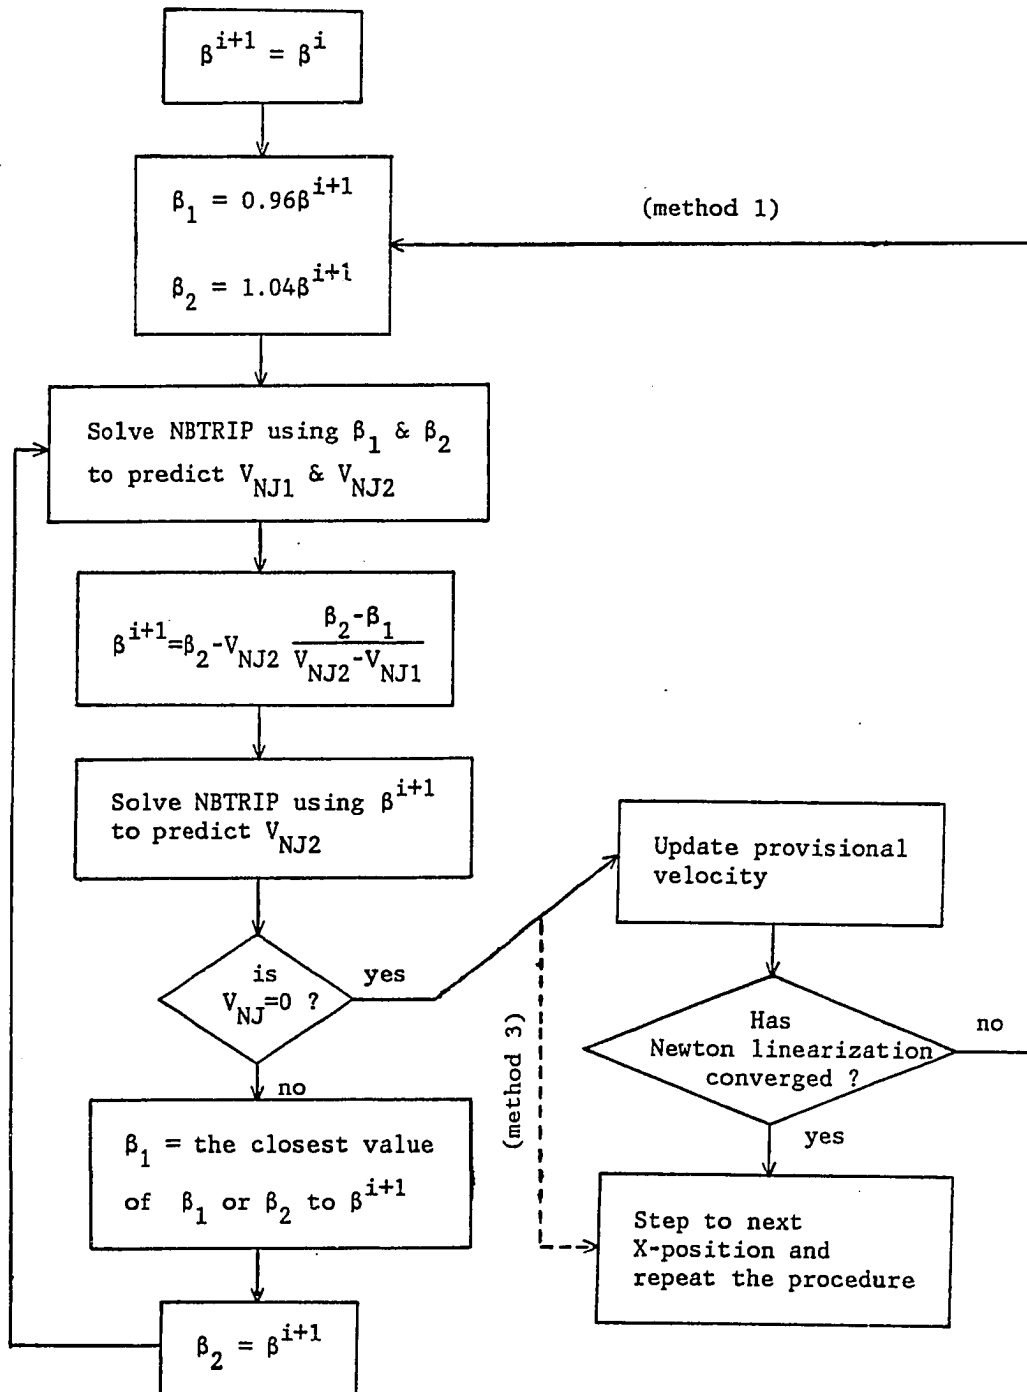 β^{i+1} = β^i
β_1 = 0.96β^{i+1}
β_2 = 1.04β^{i+1}
(method 1)
Solve NBTRIP using β_1 & β_2
to predict V_{NJ1} & V_{NJ2}
β^{i+1}=β_2-V_{NJ2} \frac{β_2-β_1}{V_{NJ2}-V_{NJ1}}
Solve NBTRIP using β^{i+1}
to predict V_{NJ2}
is
V_{NJ}=0 ?
yes
no
β_1 = the closest value
of β_1 or β_2 to β^{i+1}
β_2 = β^{i+1}
(method 3)
Update provisional
velocity
Has
Newton linearization
converged ?
no
yes
Step to next
X-position and
repeat the procedure